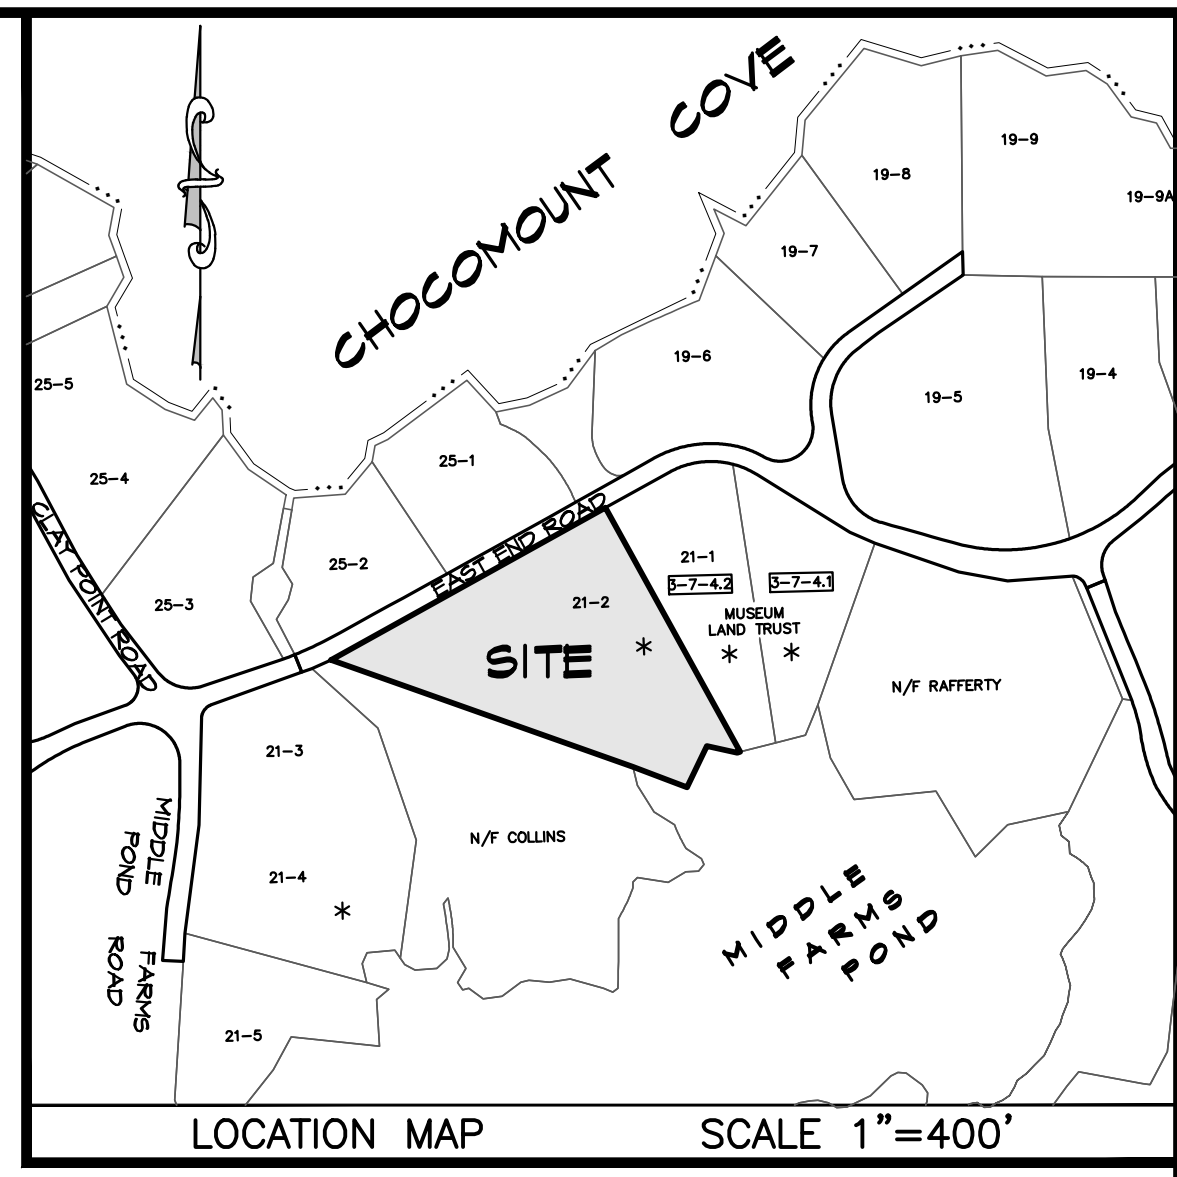 CHOCOMOUNT COVE
19-9
19-8
19-9A
19-7
19-6
19-4
19-5
25-5
25-4
25-1
25-2
25-3
CLAY POINT ROAD
EAST END ROAD
21-1
3-7-4.2
3-7-4.1
21-2
MUSEUM
LAND TRUST
SITE
*
*
*
N/F RAFFERTY
21-3
N/F COLLINS
21-4
*
MIDDLE
POND
FARMS
ROAD
MIDDLE
FARMS
POND
21-5
LOCATION MAP SCALE 1"=400'